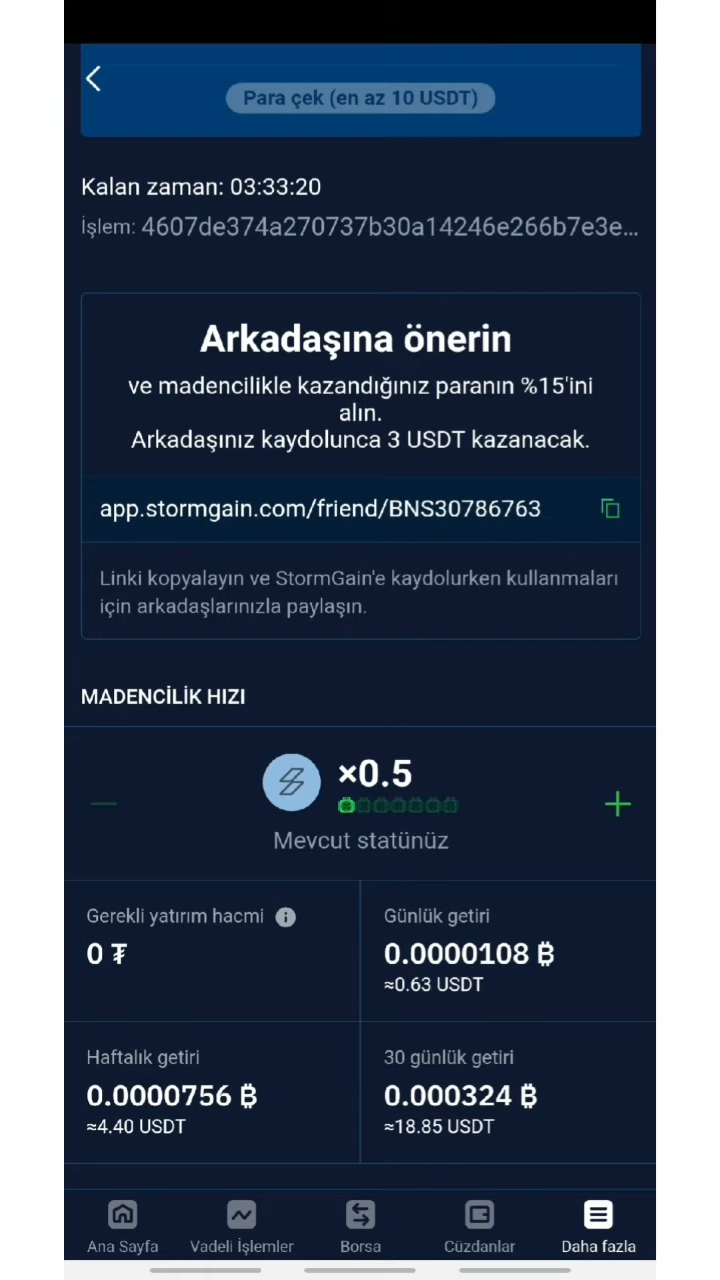 Para çek (en az 10 USDT)
Kalan zaman: 03:33:20
İşlem: 4607de374a270737b30a14246e266b7e3e...
Arkadaşına önerin
ve madencilikle kazandığınız paranın %15'ini
alın.
Arkadaşınız kaydolunca 3 USDT kazanacak.
app.stormgain.com/friend/BNS30786763
Linki kopyalayın ve StormGain'e kaydolurken kullanmaları
için arkadaşlarınızla paylaşın.
MADENCİLİK HIZI
×0.5
Mevcut statünüz
Gerekli yatırım hacmi
0 ₮
Günlük getiri
0.0000108 ₿
≈0.63 USDT
Haftalık getiri
0.0000756 ₿
≈4.40 USDT
30 günlük getiri
0.000324 ₿
≈18.85 USDT
Ana Sayfa
Vadeli İşlemler
Borsa
Cüzdanlar
Daha fazla